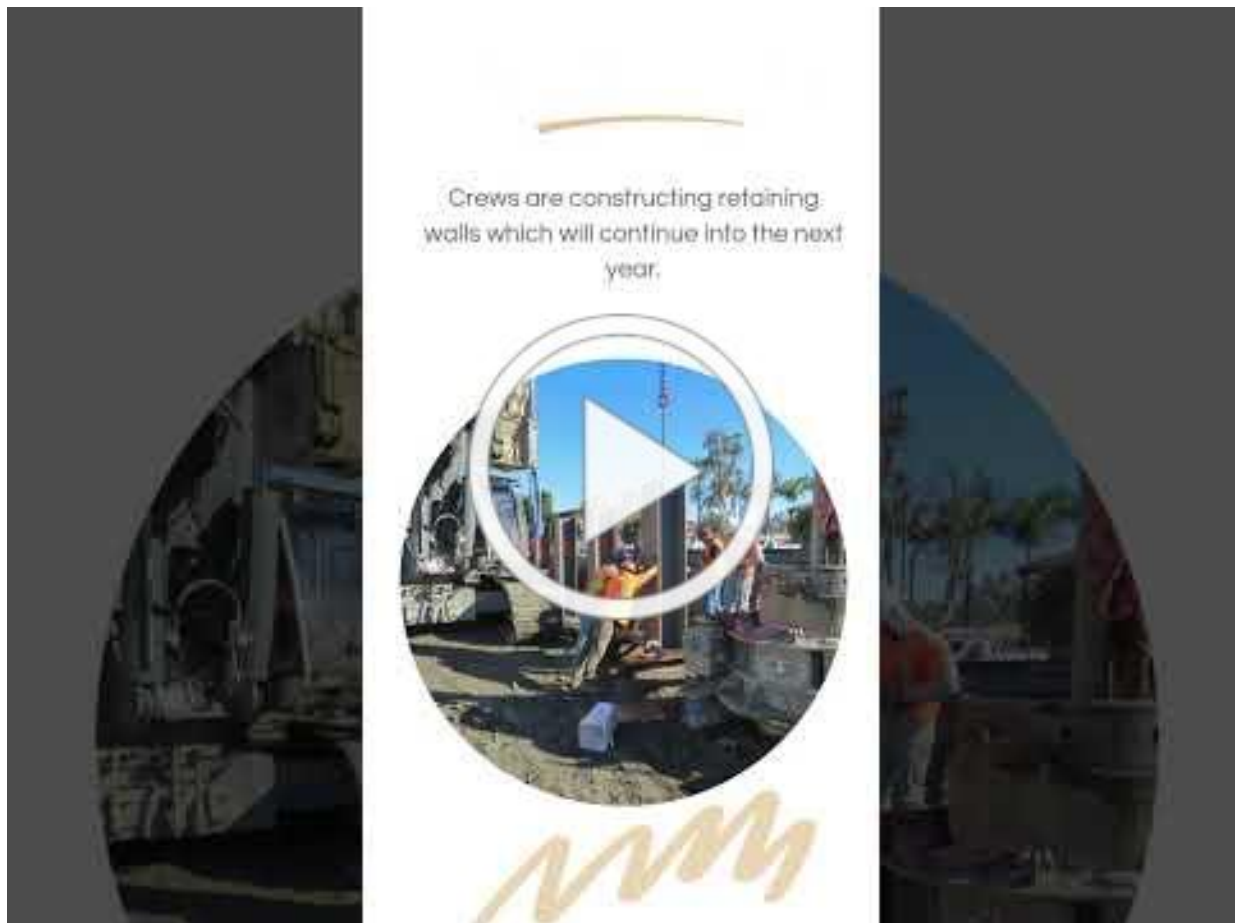 Crews are constructing retaining
walls which will continue into the next
year.